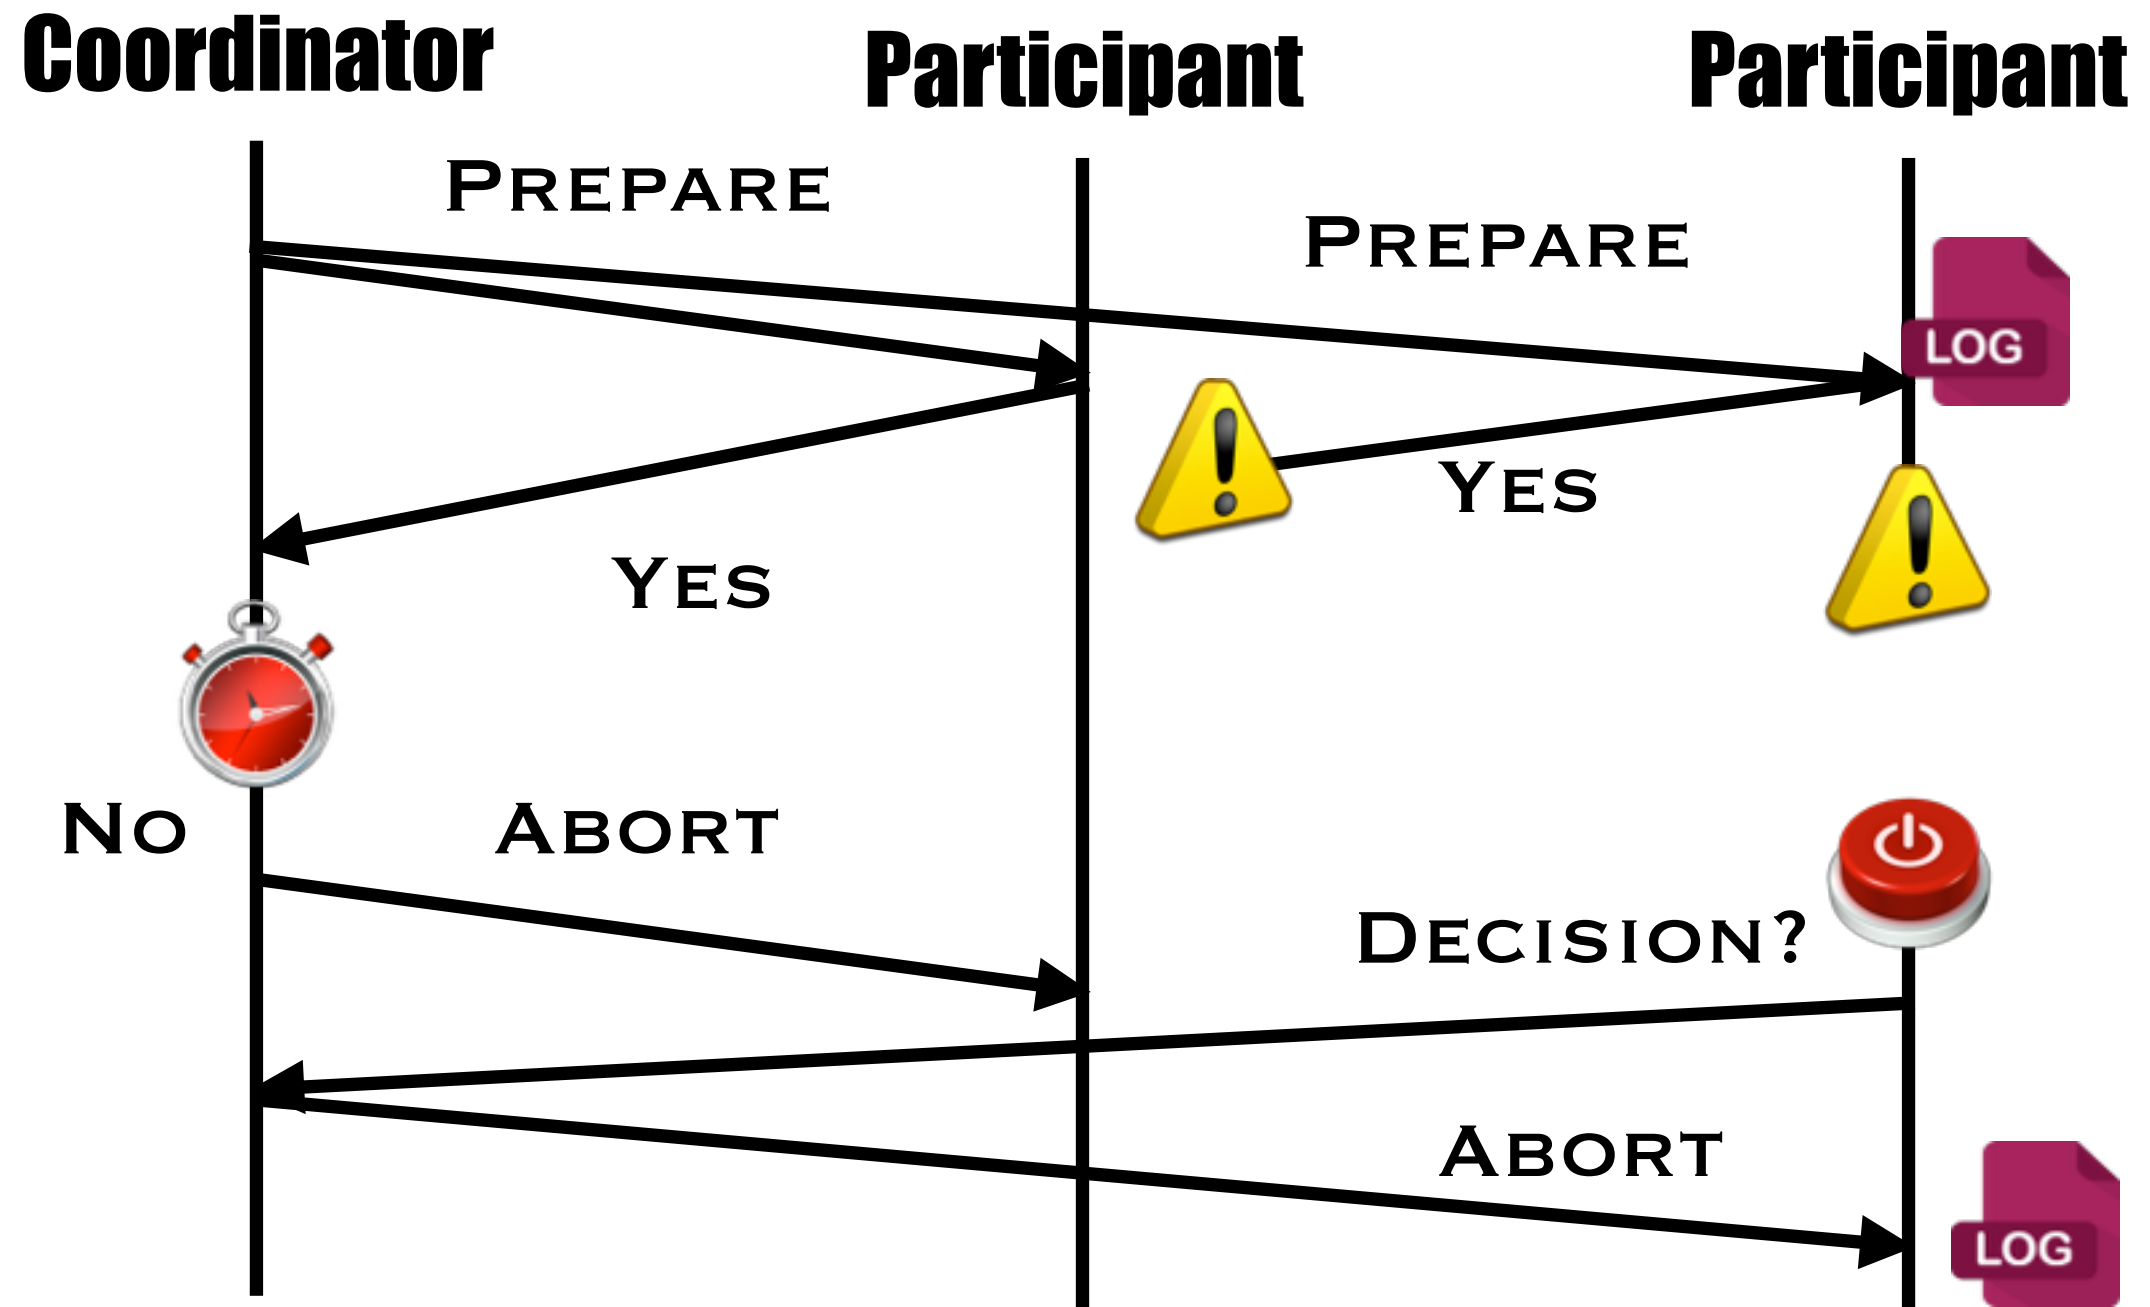 Coordinator
Participant
Participant
PREPARE
PREPARE
LOG
YES
YES
NO
ABORT
DECISION?
ABORT
LOG